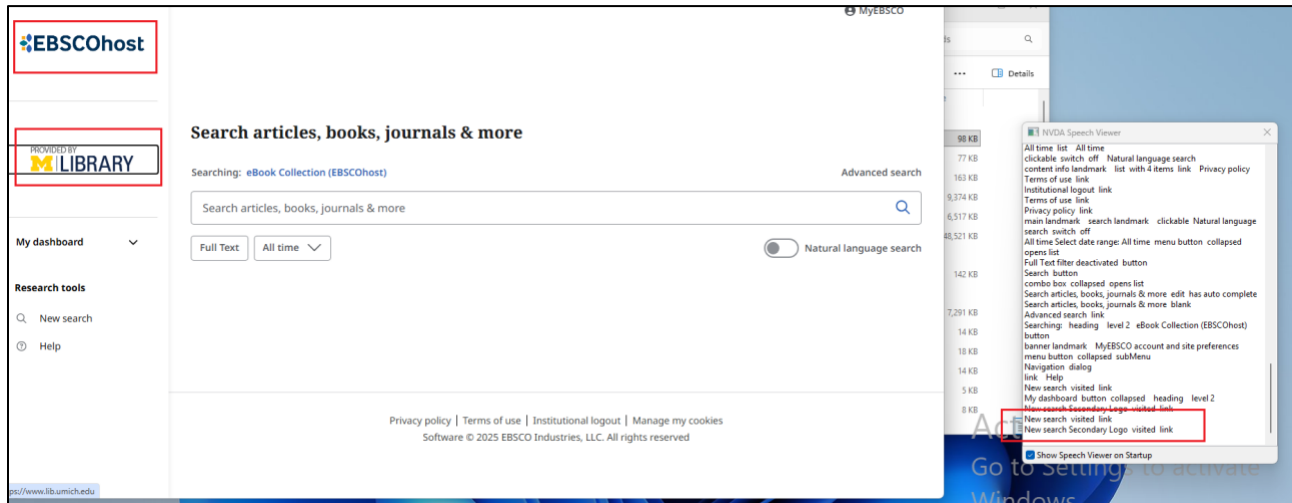 MyEBSCO
EBSCOhost
PROVIDED BY
M LIBRARY
My dashboard
Research tools
New search
Help
Search articles, books, journals & more
Searching: eBook Collection (EBSCOhost)
Advanced search
Search articles, books, journals & more
Full Text
All time
Natural language search
Privacy policy | Terms of use | Institutional logout | Manage my cookies
Software © 2025 EBSCO Industries, LLC. All rights reserved
ps://www.lib.umich.edu
ls
Details
98 KB
77 KB
163 KB
9,374 KB
6,517 KB
48,521 KB
142 KB
7,291 KB
14 KB
18 KB
14 KB
5 KB
8 KB
NVDA Speech Viewer
All time list All time
clickable switch off Natural language search
content info landmark list with 4 items link Privacy policy
Terms of use link
Institutional logout link
Terms of use link
Privacy policy link
main landmark search landmark clickable Natural language
search switch off
All time Select date range: All time menu button collapsed
opens list
Full Text filter deactivated button
Search button
combo box collapsed opens list
Search articles, books, journals & more edit has auto complete
Search articles, books, journals & more blank
Advanced search link
Searching: heading level 2 eBook Collection (EBSCOhost)
button
banner landmark MyEBSCO account and site preferences
menu button collapsed subMenu
Navigation dialog
link Help
New search visited link
My dashboard button collapsed heading level 2
New search Secondary Logo visited link
New search visited link
New search Secondary Logo visited link
Show Speech Viewer on Startup
Go to Settings to activate
Windows